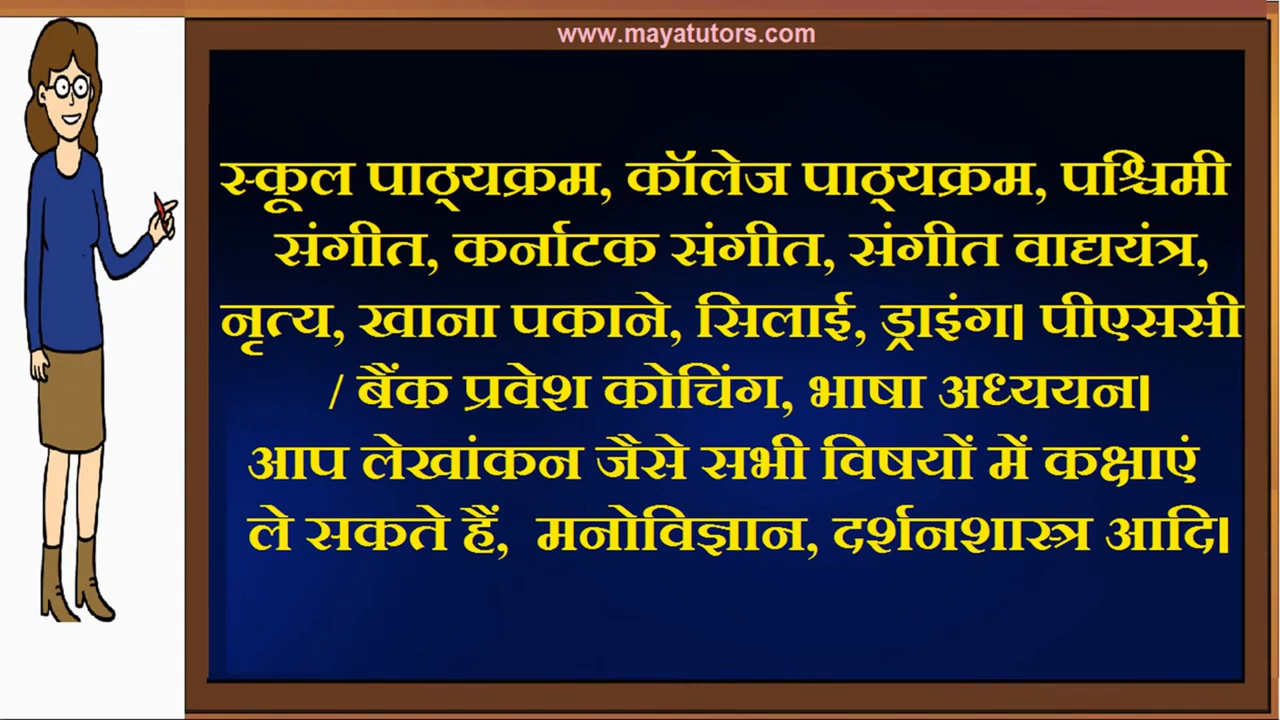 www.mayatutors.com
स्कूल पाठ्यक्रम, कॉलेज पाठ्यक्रम, पश्चिमी
संगीत, कर्नाटक संगीत, संगीत वाद्ययंत्र,
नृत्य, खाना पकाने, सिलाई, ड्राइंग। पीएससी
/ बैंक प्रवेश कोचिंग, भाषा अध्ययन।
आप लेखांकन जैसे सभी विषयों में कक्षाएं
ले सकते हैं, मनोविज्ञान, दर्शनशास्त्र आदि।